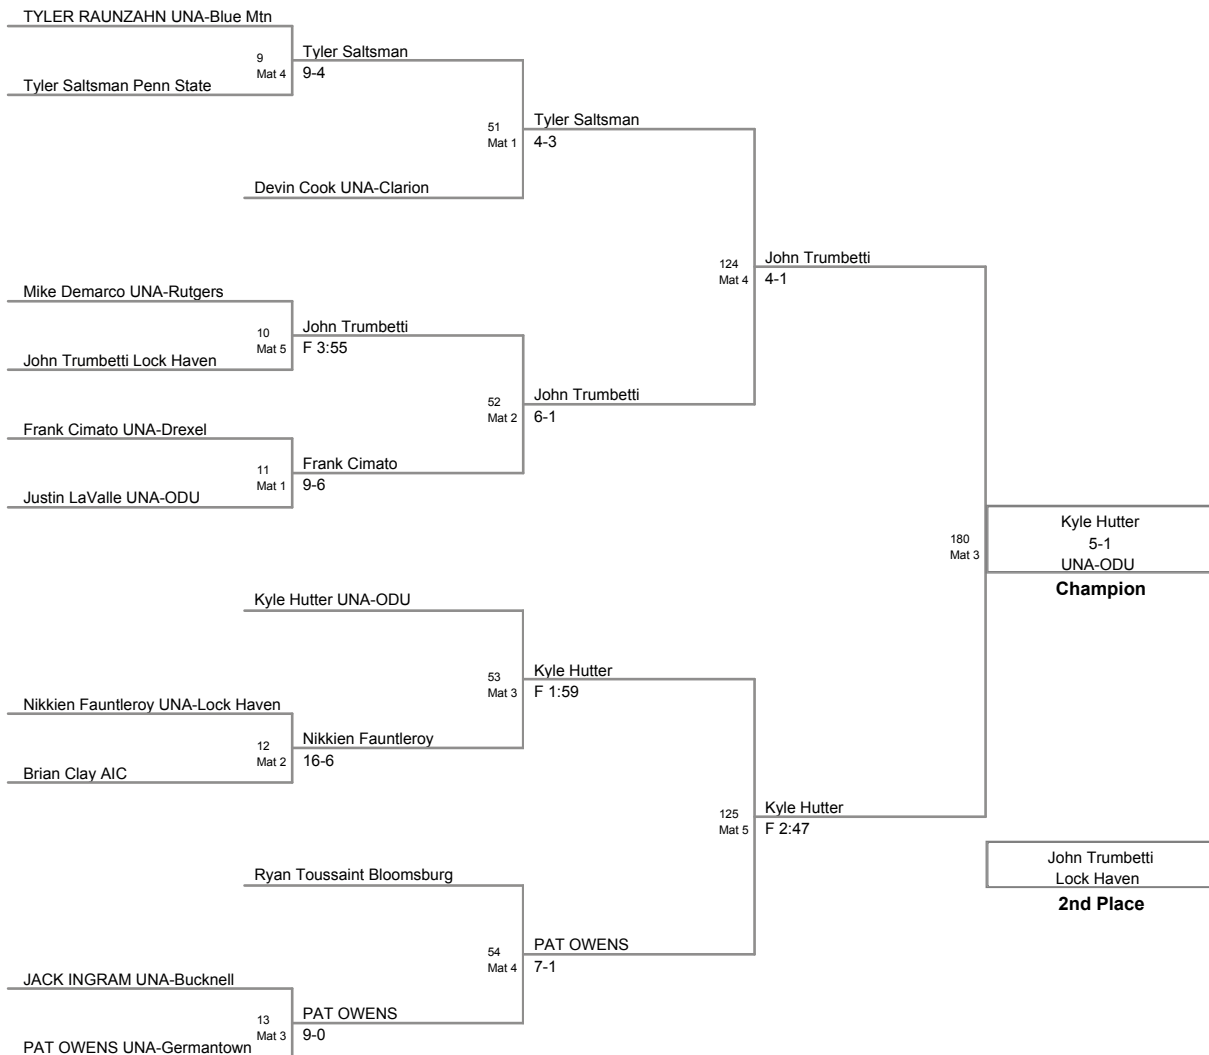 TYLER RAUNZAHN UNA-Blue Mtn
9
Mat 4
Tyler Saltsman
9-4
Tyler Saltsman Penn State
51
Mat 1
Tyler Saltsman
4-3
Devin Cook UNA-Clarion
124
Mat 4
John Trumbetti
4-1
Mike Demarco UNA-Rutgers
10
Mat 5
John Trumbetti
F 3:55
John Trumbetti Lock Haven
52
Mat 2
John Trumbetti
6-1
Frank Cimato UNA-Drexel
11
Mat 1
Frank Cimato
9-6
Justin LaValle UNA-ODU
180
Mat 3
Kyle Hutter
5-1
UNA-ODU
Champion
Kyle Hutter UNA-ODU
53
Mat 3
Kyle Hutter
F 1:59
Nikkien Fauntleroy UNA-Lock Haven
12
Mat 2
Nikkien Fauntleroy
16-6
Brian Clay AIC
125
Mat 5
Kyle Hutter
F 2:47
John Trumbetti
Lock Haven
2nd Place
Ryan Toussaint Bloomsburg
54
Mat 4
PAT OWENS
7-1
JACK INGRAM UNA-Bucknell
13
Mat 3
PAT OWENS
9-0
PAT OWENS UNA-Germantown